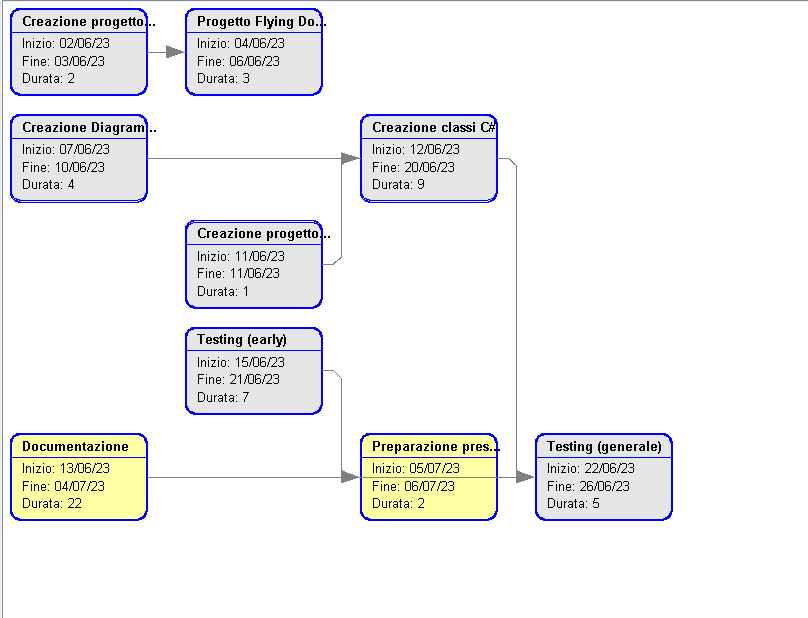 Creazione progetto...
Inizio: 02/06/23
Fine: 03/06/23
Durata: 2
Progetto Flying Do...
Inizio: 04/06/23
Fine: 06/06/23
Durata: 3
Creazione Diagram...
Inizio: 07/06/23
Fine: 10/06/23
Durata: 4
Creazione classi C#
Inizio: 12/06/23
Fine: 20/06/23
Durata: 9
Creazione progetto...
Inizio: 11/06/23
Fine: 11/06/23
Durata: 1
Testing (early)
Inizio: 15/06/23
Fine: 21/06/23
Durata: 7
Documentazione
Inizio: 13/06/23
Fine: 04/07/23
Durata: 22
Preparazione pres...
Inizio: 05/07/23
Fine: 06/07/23
Durata: 2
Testing (generale)
Inizio: 22/06/23
Fine: 26/06/23
Durata: 5